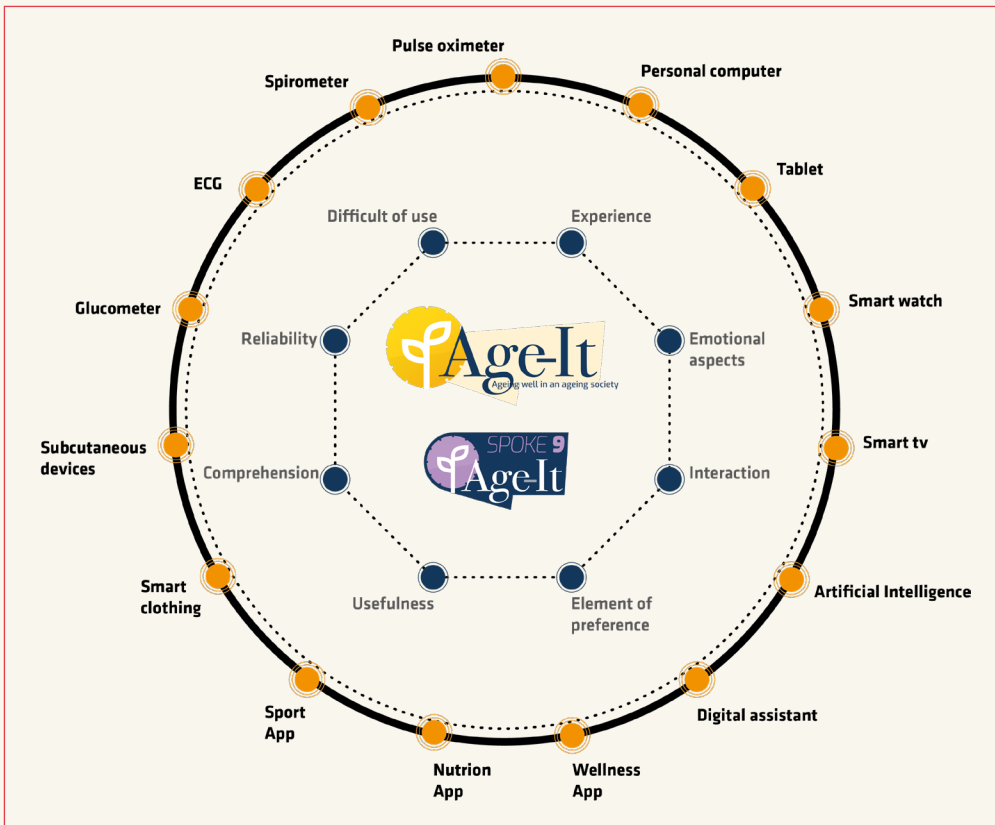 Pulse oximeter
Personal computer
Spirometer
Tablet
ECG
Difficult of use
Experience
Glucometer
Smart watch
Reliability
Emotional
aspects
Age-It
Ageing well in an ageing society
Subcutaneous
devices
Smart tv
SPOKE 9
Age-It
Comprehension
Interaction
Smart
clothing
Artificial Intelligence
Usefulness
Element of
preference
Sport
App
Digital assistant
Nutrion
App
Wellness
App